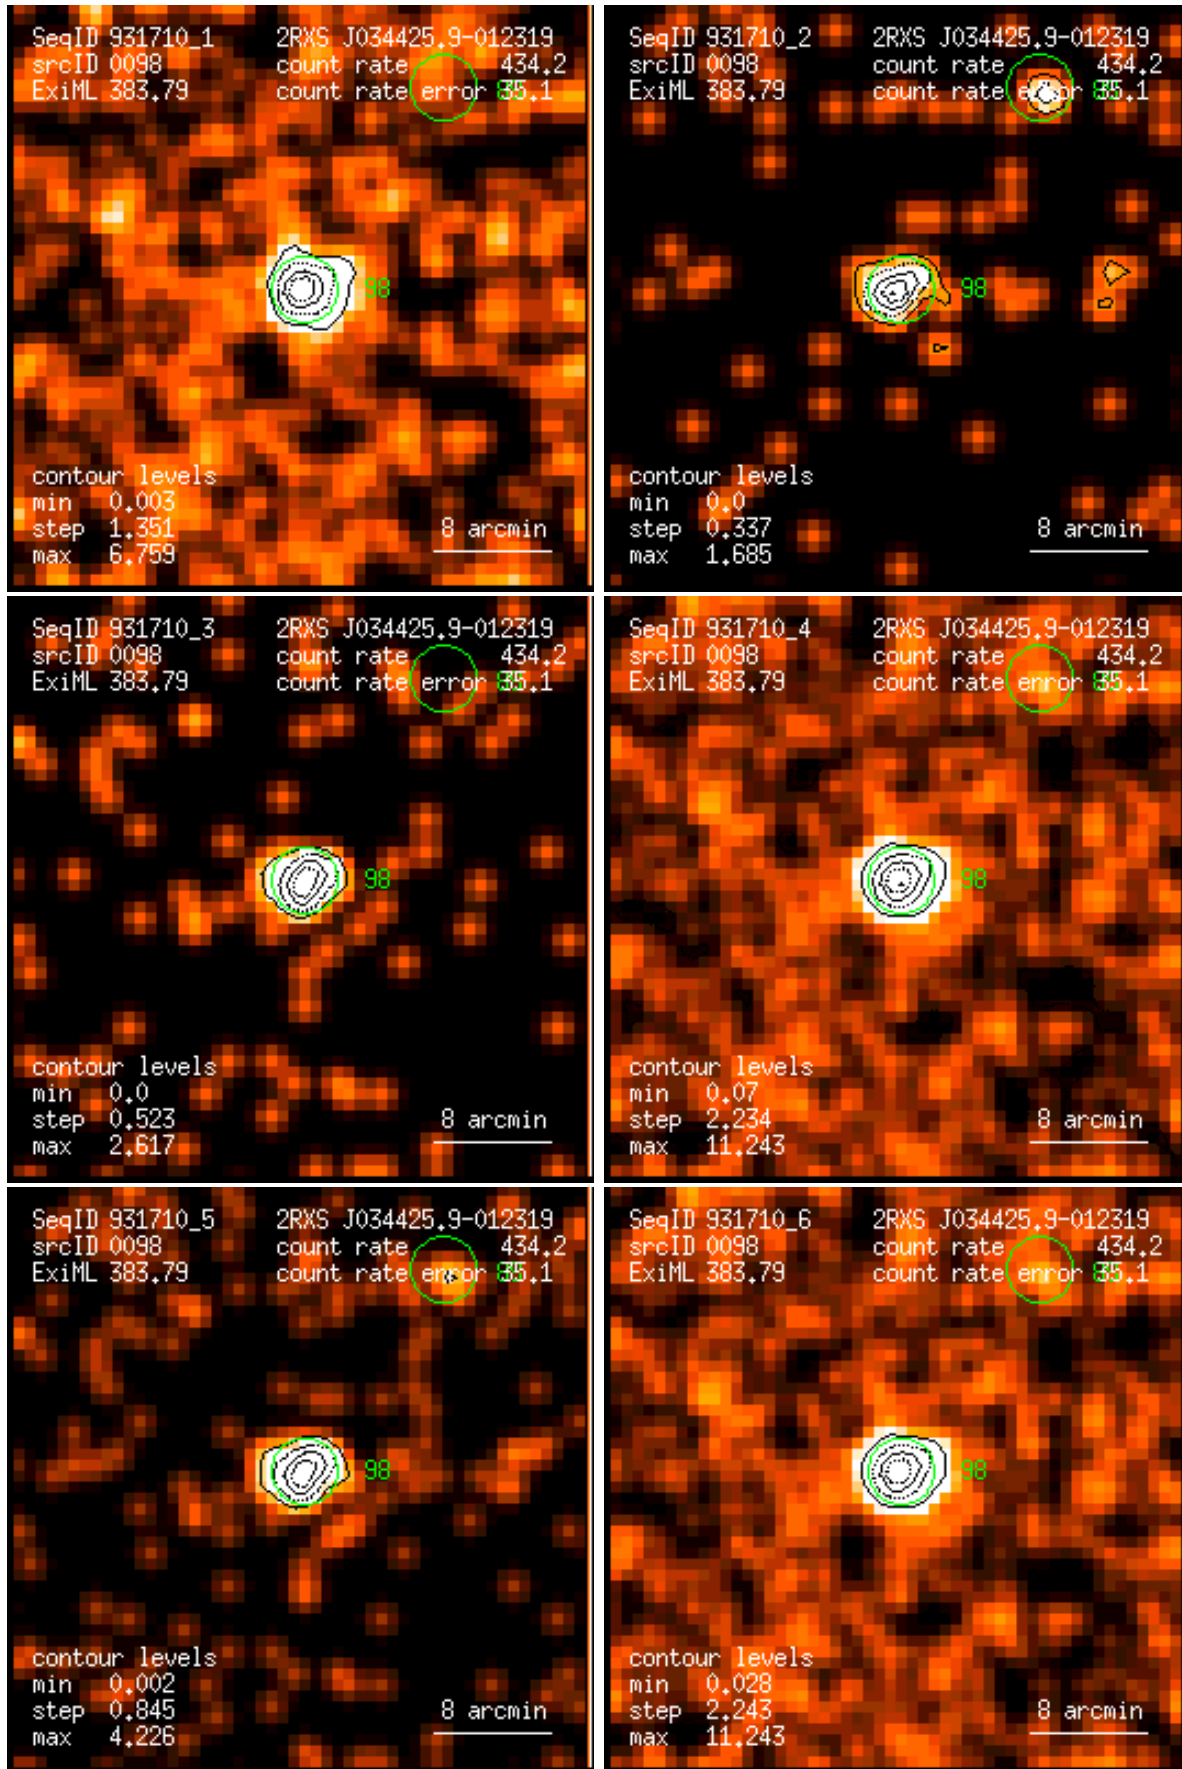 SeqID 931710_1 2RXS J034425.9-012319
srcID 0098 count rate 434.2
ExiML 383.79 count rate error 35.1
98
contour levels
min 0.003
step 1.351
max 6.759
8 arcmin
SeqID 931710_2 2RXS J034425.9-012319
srcID 0098 count rate 434.2
ExiML 383.79 count rate error 35.1
98
contour levels
min 0.0
step 0.337
max 1.685
8 arcmin
SeqID 931710_3 2RXS J034425.9-012319
srcID 0098 count rate 434.2
ExiML 383.79 count rate error 35.1
98
contour levels
min 0.0
step 0.523
max 2.617
8 arcmin
SeqID 931710_4 2RXS J034425.9-012319
srcID 0098 count rate 434.2
ExiML 383.79 count rate error 35.1
98
contour levels
min 0.07
step 2.234
max 11.243
8 arcmin
SeqID 931710_5 2RXS J034425.9-012319
srcID 0098 count rate 434.2
ExiML 383.79 count rate error 35.1
98
contour levels
min 0.002
step 0.845
max 4.226
8 arcmin
SeqID 931710_6 2RXS J034425.9-012319
srcID 0098 count rate 434.2
ExiML 383.79 count rate error 35.1
98
contour levels
min 0.028
step 2.243
max 11.243
8 arcmin